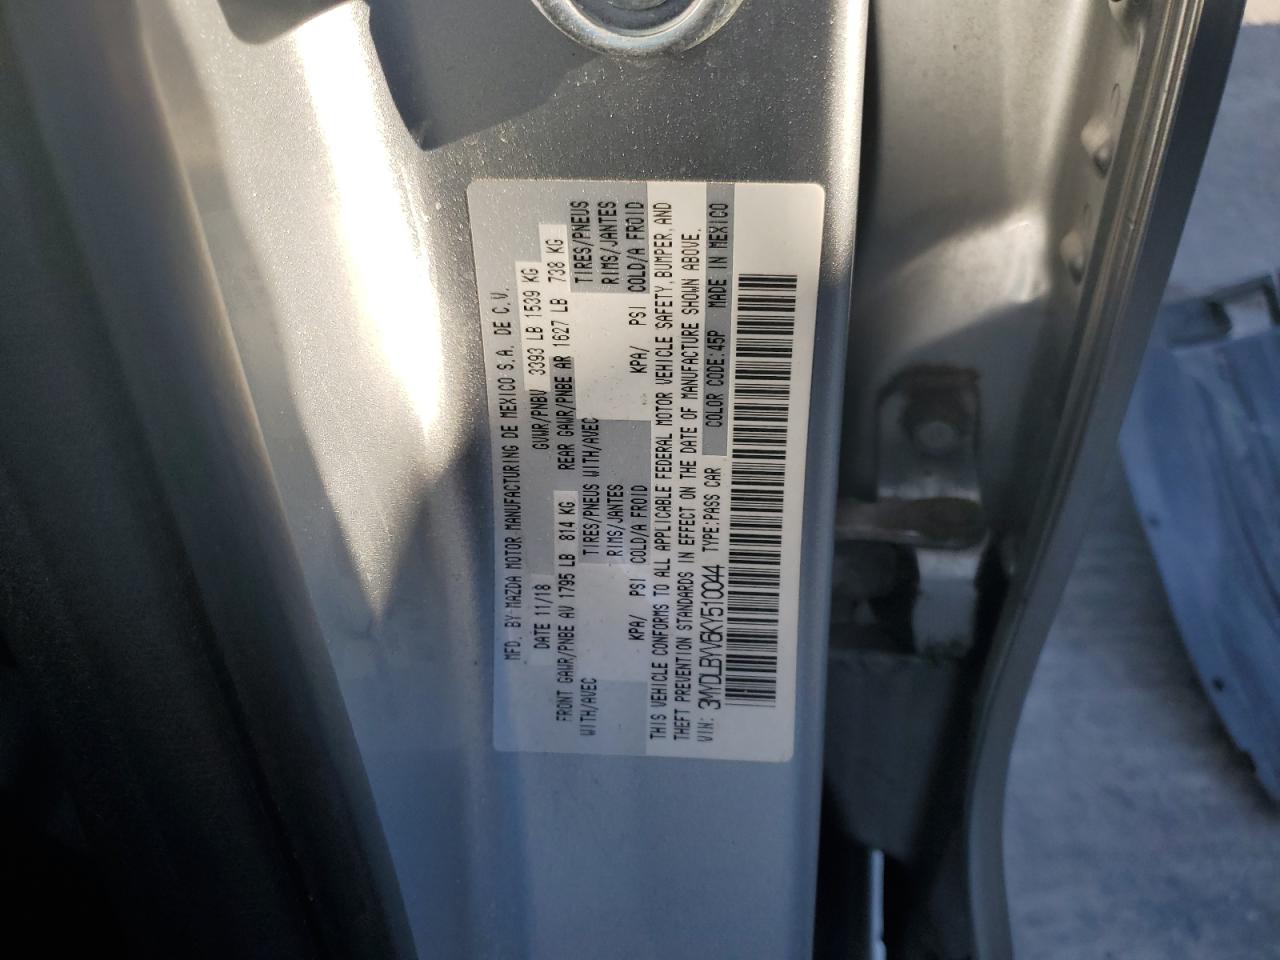 MFD. BY MAZDA MOTOR MANUFACTURING DE MEXICO S.A. DE C.V.
DATE 11/18 GVWR/PNBV 3393 LB 1539 KG
FRONT GAWR/PNBE AV 1795 LB 814 KG REAR GAWR/PNBE AR 1627 LB 738 KG
WITH/AVEC TIRES/PNEUS WITH/AVEC TIRES/PNEUS
RIMS/JANTES RIMS/JANTES
KPA/ PSI COLD/A FROID KPA/ PSI COLD/A FROID
THIS VEHICLE CONFORMS TO ALL APPLICABLE FEDERAL MOTOR VEHICLE SAFETY, BUMPER, AND
THEFT PREVENTION STANDARDS IN EFFECT ON THE DATE OF MANUFACTURE SHOWN ABOVE.
VIN: 3MYDLBYV6KY510044 TYPE:PASS CAR COLOR CODE:45P MADE IN MEXICO